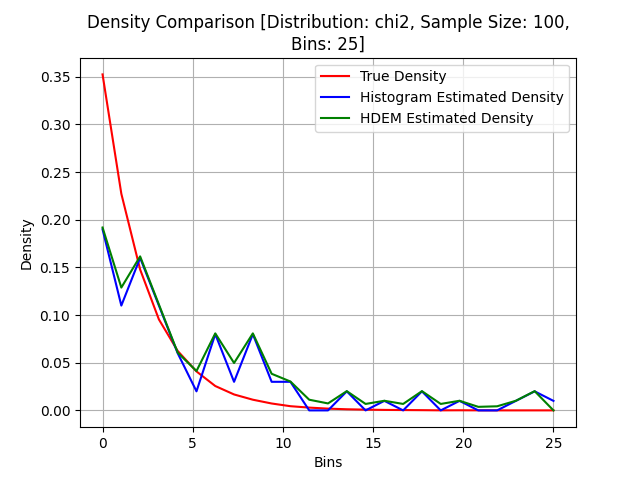 Density Comparison [Distribution: chi2, Sample Size: 100,
Bins: 25]
True Density
Histogram Estimated Density
HDEM Estimated Density
Density
0.35
0.30
0.25
0.20
0.15
0.10
0.05
0.00
0 5 10 15 20 25
Bins